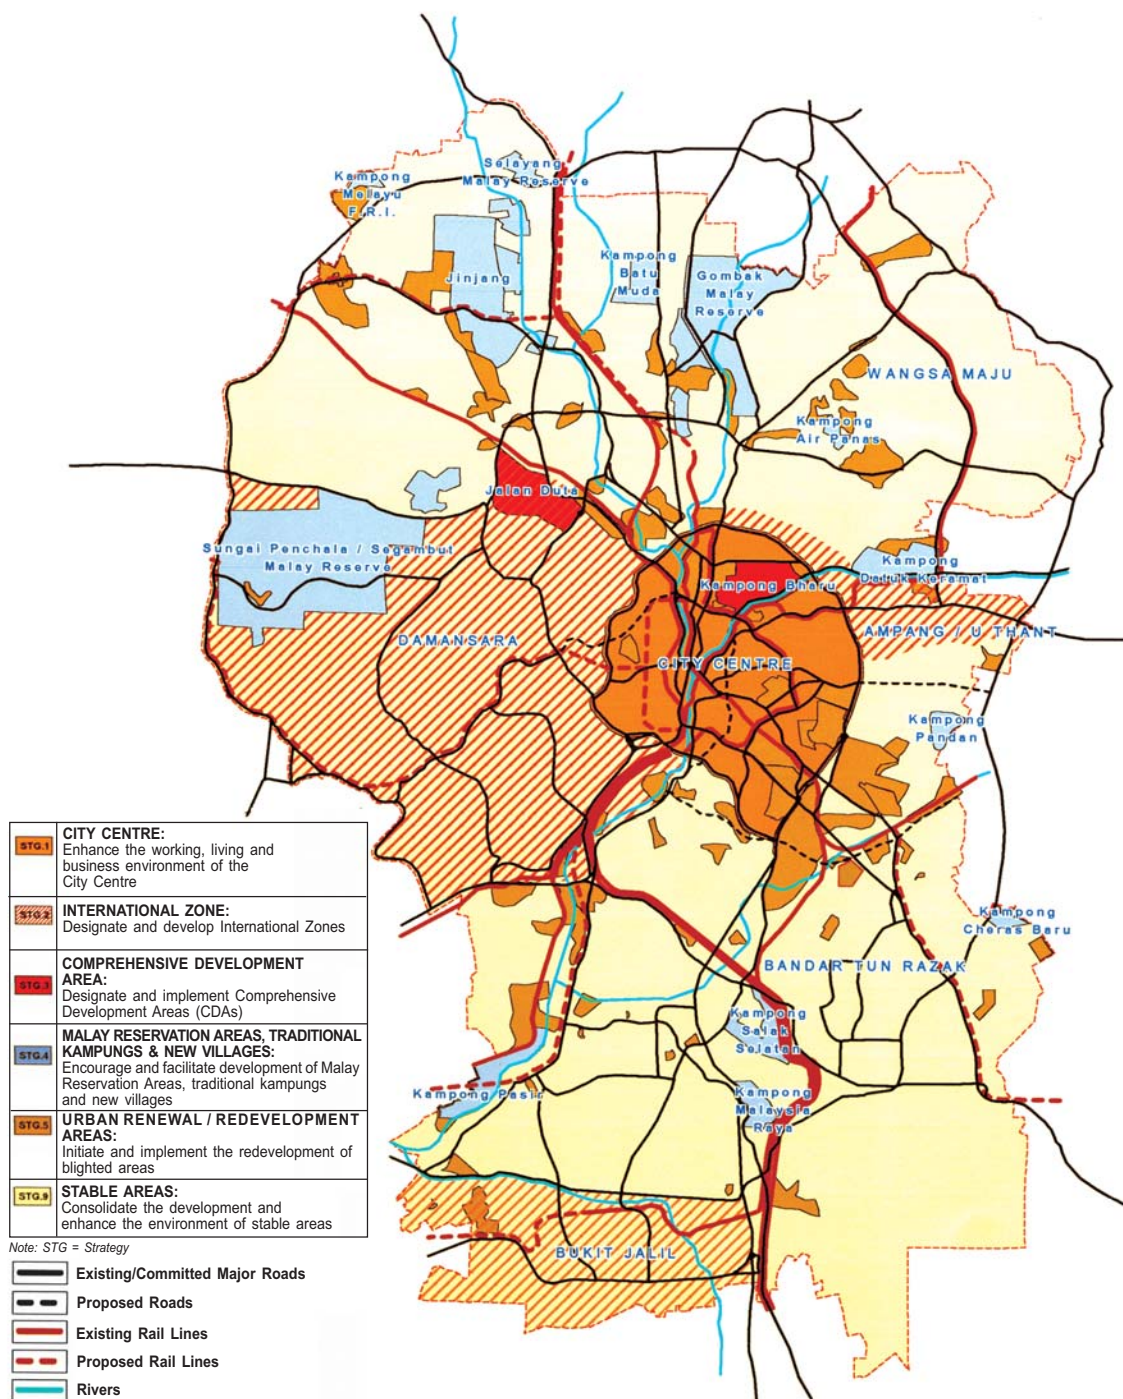 Selayang
Malay Reserve
Kampong
Melayu
F.R.I.
Jinjang
Kampong
Batu
Muda
Gombak
Malay
Reserve
WANGSA MAJU
Kampong
Air Panas
Jalan Duta
Sungai Penchala / Segambut
Malay Reserve
Kampong
Datuk Keramat
Kampong Bharu
DAMANSARA
AMPANG / U THANT
CITY CENTRE
Kampong
Pandan
Kampong
Cheras Baru
BANDAR TUN RAZAK
Kampong
Salak
Selatan
Kampong Pasir
Kampong
Malaysia
Raya
BUKIT JALIL
STG.1
CITY CENTRE:
Enhance the working, living and
business environment of the
City Centre
STG.2
INTERNATIONAL ZONE:
Designate and develop International Zones
STG.3
COMPREHENSIVE DEVELOPMENT
AREA:
Designate and implement Comprehensive
Development Areas (CDAs)
STG.4
MALAY RESERVATION AREAS, TRADITIONAL
KAMPUNGS & NEW VILLAGES:
Encourage and facilitate development of Malay
Reservation Areas, traditional kampungs
and new villages
STG.5
URBAN RENEWAL / REDEVELOPMENT
AREAS:
Initiate and implement the redevelopment of
blighted areas
STG.9
STABLE AREAS:
Consolidate the development and
enhance the environment of stable areas
Note: STG = Strategy
Existing/Committed Major Roads
Proposed Roads
Existing Rail Lines
Proposed Rail Lines
Rivers